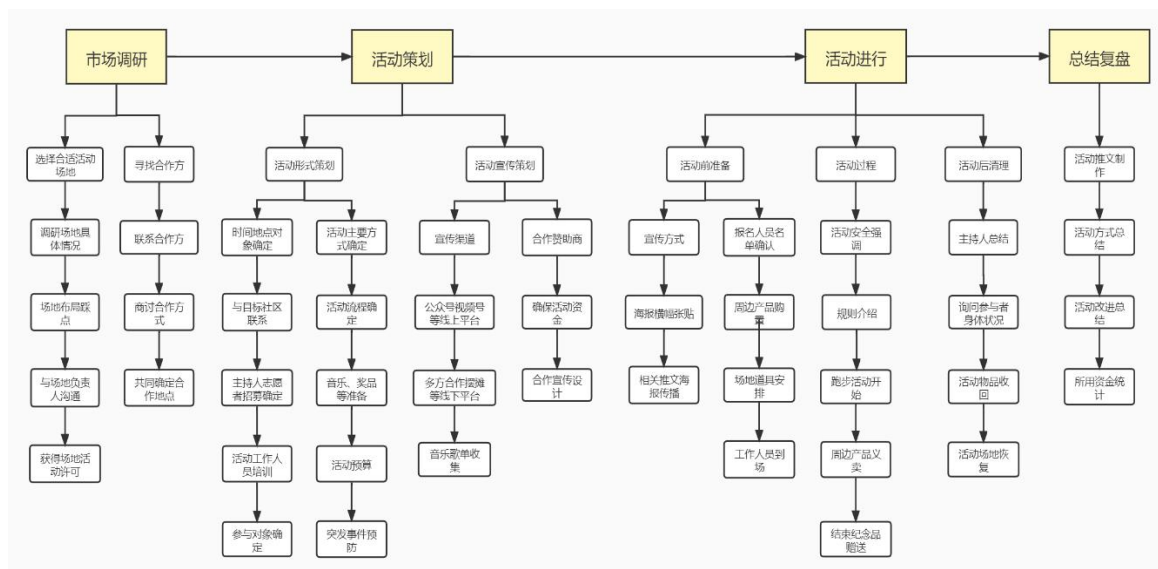 市场调研
活动策划
活动进行
总结复盘
选择合适活动
场地
调研场地具
体情况
场地布局踩
点
与场地负责
人沟通
获得场地活
动许可
寻找合作方
联系合作方
商讨合作方
式
共同确定合
作地点
活动形式策划
时间地点对
象确定
与目标社区
联系
主持人志愿
者招募确定
活动工作人
员培训
参与对象确
定
活动主要方
式确定
活动流程确
定
音乐、奖品
等准备
活动预算
突发事件预
防
活动宣传策划
宣传渠道
公众号视频号
等线上平台
多方合作摆摊
等线下平台
音乐歌单收
集
合作赞助商
确保活动资
金
合作宣传设
计
活动前准备
宣传方式
海报横幅张贴
相关推文海
报传播
报名人员名
单确认
周边产品购
置
场地道具安
排
工作人员到
场
活动过程
活动安全强
调
规则介绍
跑步活动开
始
周边产品义
卖
结束纪念品
赠送
活动后清理
主持人总结
询问参与者
身体状况
活动物品收
回
活动场地恢
复
活动推文制
作
活动方式总
结
活动改进总
结
所用资金统
计